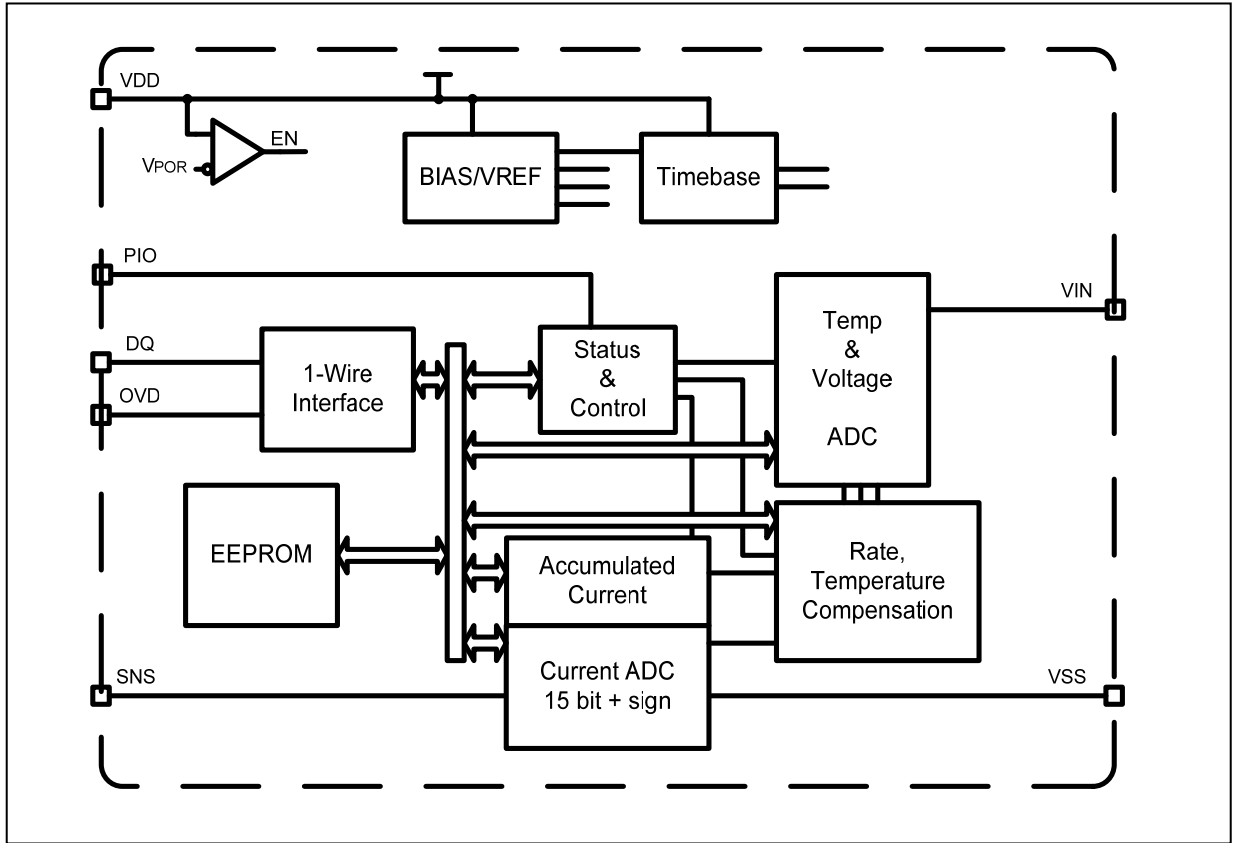 VDD
EN
VPOR
BIAS/VREF
Timebase
PIO
VIN
DQ
OVD
1-Wire
Interface
Status
&
Control
Temp
&
Voltage
ADC
EEPROM
Accumulated
Current
Rate,
Temperature
Compensation
SNS
Current ADC
15 bit + sign
VSS